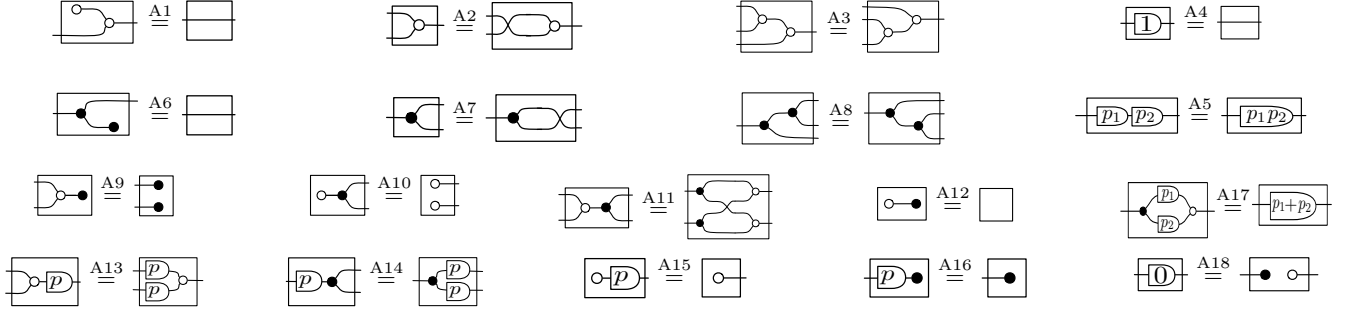 A1 = A2 = A3 = 1 A4 =
A6 = A7 = A8 = p₁ p₂ A5 = p₁p₂
A9 = A10 = A11 = A12 = p₁ p₂ A17 = p₁+p₂
p A13 = p p p A14 = p p p A15 = p A16 = 0 A18 =